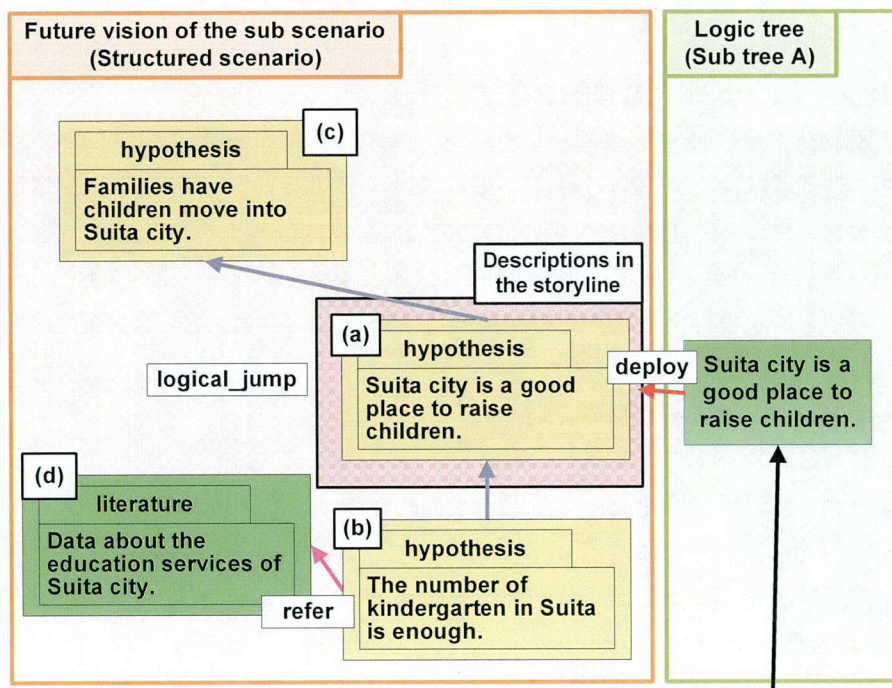 Future vision of the sub scenario
(Structured scenario)
Logic tree
(Sub tree A)
(c)
hypothesis
Families have
children move into
Suita city.
Descriptions in
the storyline
(a)
hypothesis
Suita city is a good
place to raise
children.
logical_jump
deploy
Suita city is a
good place to
raise children.
(d)
literature
Data about the
education services of
Suita city.
refer
(b)
hypothesis
The number of
kindergarten in Suita
is enough.